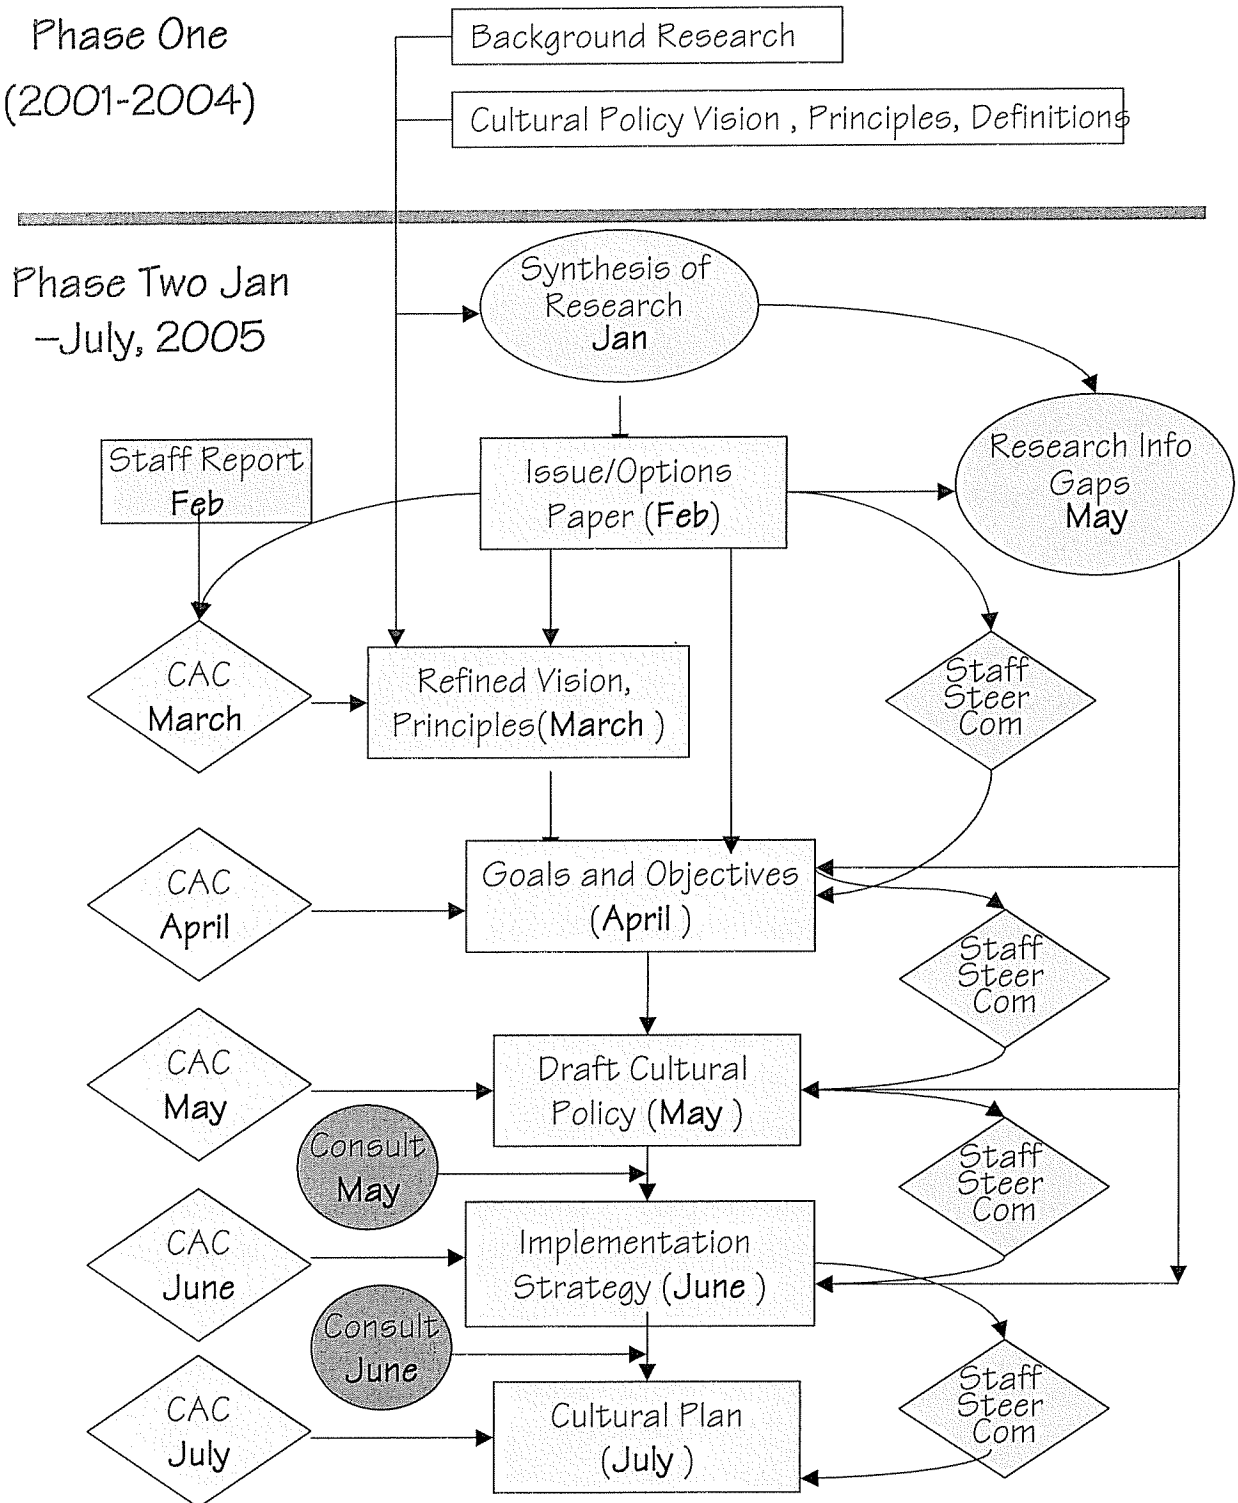 Phase One
(2001-2004)
Background Research
Cultural Policy Vision , Principles, Definitions
Phase Two Jan
–July, 2005
Synthesis of
Research
Jan
Research Info
Gaps
May
Staff Report
Feb
Issue/Options
Paper (Feb)
CAC
March
Refined Vision,
Principles(March )
Staff
Steer
Com
CAC
April
Goals and Objectives
(April )
Staff
Steer
Com
CAC
May
Draft Cultural
Policy (May )
Consult
May
Staff
Steer
Com
CAC
June
Implementation
Strategy (June )
Consult
June
Staff
Steer
Com
CAC
July
Cultural Plan
(July )